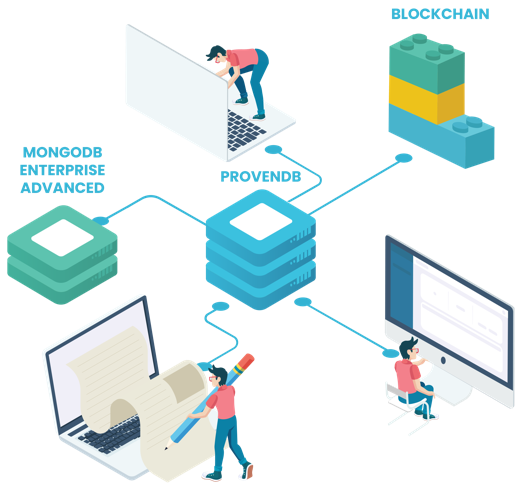 BLOCKCHAIN
MONGODB
ENTERPRISE
ADVANCED
PROVENDB